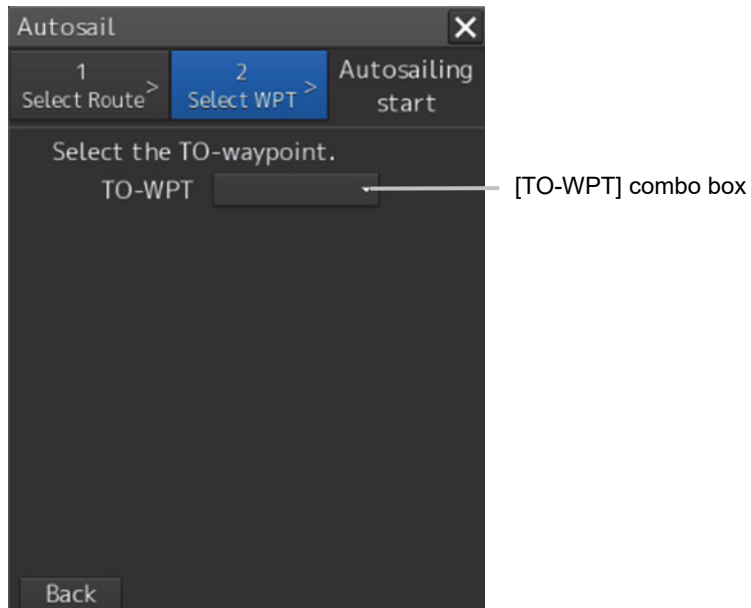 Autosail
1
Select Route >
2
Select WPT >
Autosailing
start
Select the TO-waypoint.
TO-WPT
[TO-WPT] combo box
Back